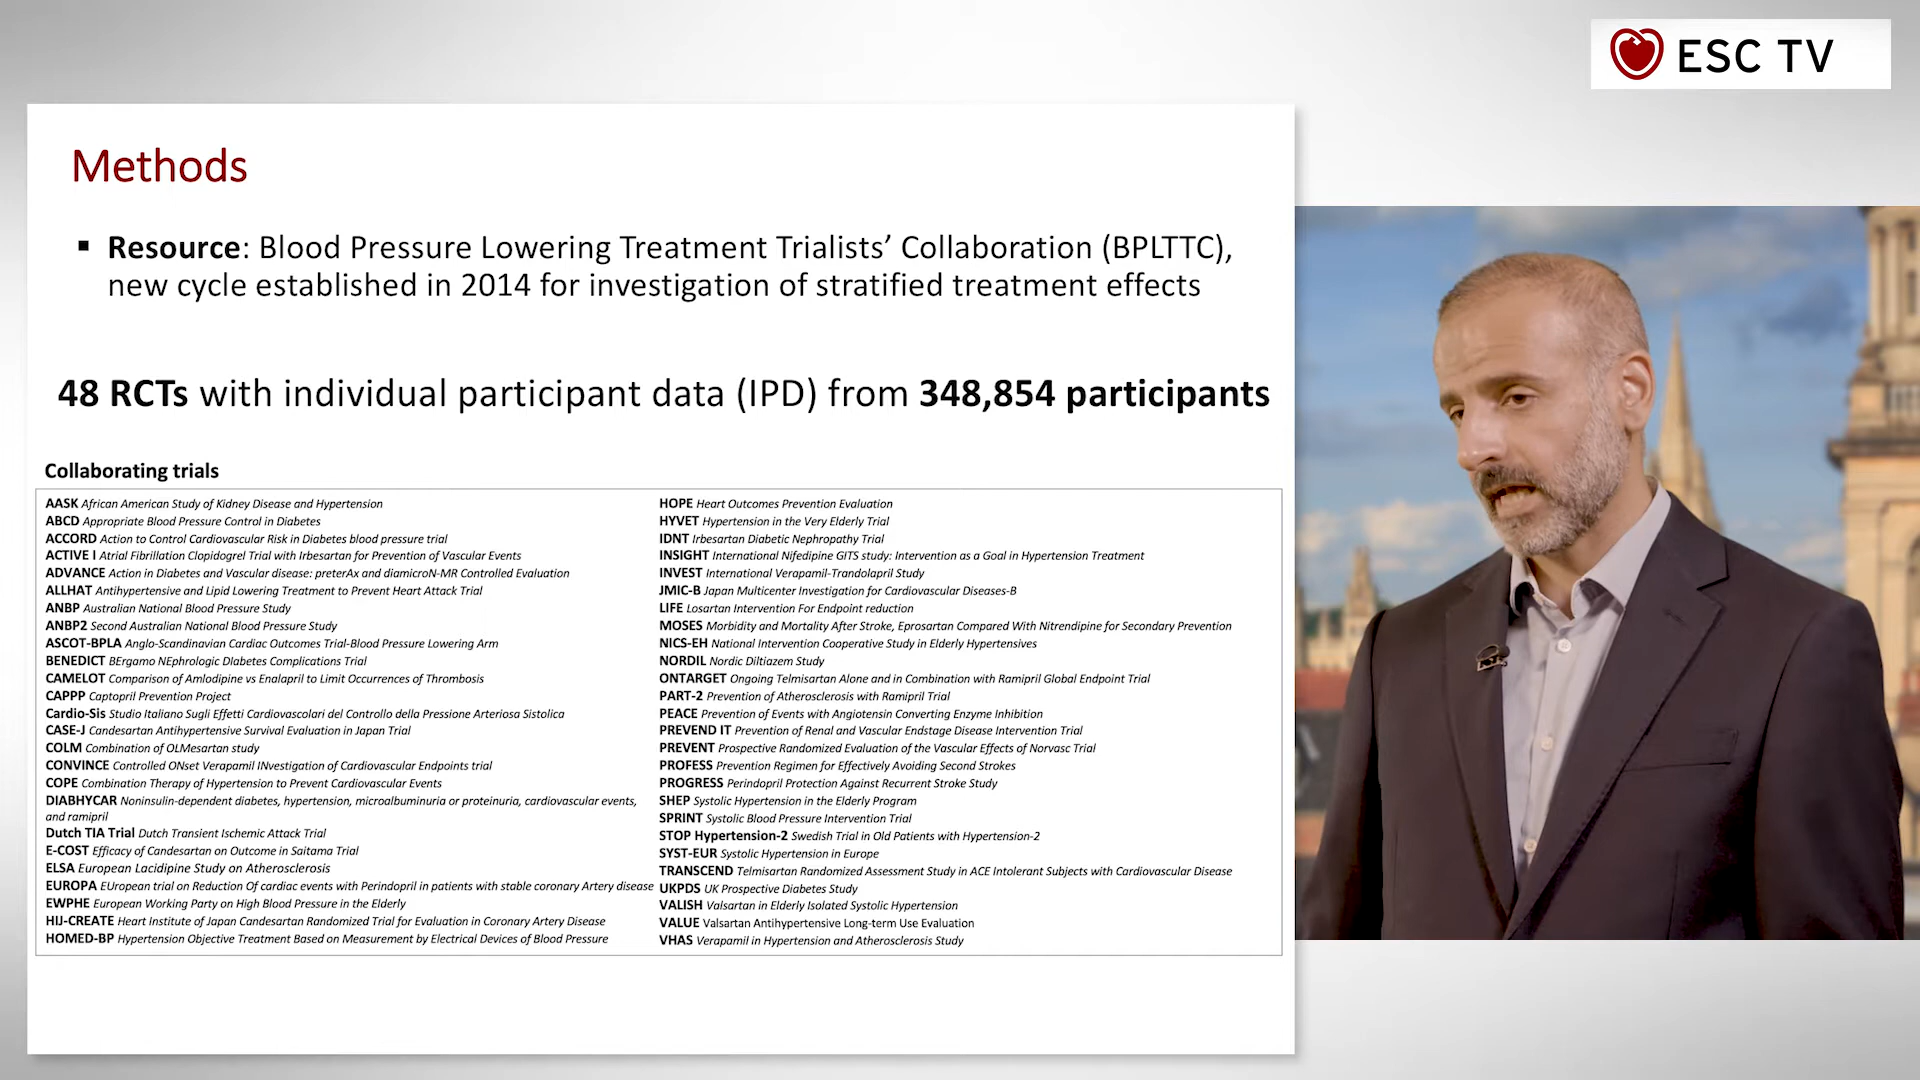 ESC TV
Methods
▪ Resource: Blood Pressure Lowering Treatment Trialists’ Collaboration (BPLTTC),
new cycle established in 2014 for investigation of stratified treatment effects
48 RCTs with individual participant data (IPD) from 348,854 participants
Collaborating trials
AASK African American Study of Kidney Disease and Hypertension
ABCD Appropriate Blood Pressure Control in Diabetes
ACCORD Action to Control Cardiovascular Risk in Diabetes blood pressure trial
ACTIVE I Atrial Fibrillation Clopidogrel Trial with Irbesartan for Prevention of Vascular Events
ADVANCE Action in Diabetes and Vascular disease: preterAx and diamicroN-MR Controlled Evaluation
ALLHAT Antihypertensive and Lipid Lowering Treatment to Prevent Heart Attack Trial
ANBP Australian National Blood Pressure Study
ANBP2 Second Australian National Blood Pressure Study
ASCOT-BPLA Anglo-Scandinavian Cardiac Outcomes Trial-Blood Pressure Lowering Arm
BENEDICT BErgamo NEphrologic DIabetes Complications Trial
CAMELOT Comparison of Amlodipine vs Enalapril to Limit Occurrences of Thrombosis
CAPPP Captopril Prevention Project
Cardio-Sis Studio Italiano Sugli Effetti Cardiovascolari del Controllo della Pressione Arteriosa Sistolica
CASE-J Candesartan Antihypertensive Survival Evaluation in Japan Trial
COLM Combination of OLMesartan study
CONVINCE Controlled ONset Verapamil INvestigation of Cardiovascular Endpoints trial
COPE Combination Therapy of Hypertension to Prevent Cardiovascular Events
DIABHYCAR Noninsulin-dependent diabetes, hypertension, microalbuminuria or proteinuria, cardiovascular events,
and ramipril
Dutch TIA Trial Dutch Transient Ischemic Attack Trial
E-COST Efficacy of Candesartan on Outcome in Saitama Trial
ELSA European Lacidipine Study on Atherosclerosis
EUROPA EUropean trial on Reduction Of cardiac events with Perindopril in patients with stable coronary Artery disease
EWPHE European Working Party on High Blood Pressure in the Elderly
HIJ-CREATE Heart Institute of Japan Candesartan Randomized Trial for Evaluation in Coronary Artery Disease
HOMED-BP Hypertension Objective Treatment Based on Measurement by Electrical Devices of Blood Pressure
HOPE Heart Outcomes Prevention Evaluation
HYVET Hypertension in the Very Elderly Trial
IDNT Irbesartan Diabetic Nephropathy Trial
INSIGHT International Nifedipine GITS study: Intervention as a Goal in Hypertension Treatment
INVEST International Verapamil-Trandolapril Study
JMIC-B Japan Multicenter Investigation for Cardiovascular Diseases-B
LIFE Losartan Intervention For Endpoint reduction
MOSES Morbidity and Mortality After Stroke, Eprosartan Compared With Nitrendipine for Secondary Prevention
NICS-EH National Intervention Cooperative Study in Elderly Hypertensives
NORDIL Nordic Diltiazem Study
ONTARGET Ongoing Telmisartan Alone and in Combination with Ramipril Global Endpoint Trial
PART-2 Prevention of Atherosclerosis with Ramipril Trial
PEACE Prevention of Events with Angiotensin Converting Enzyme Inhibition
PREVEND IT Prevention of Renal and Vascular Endstage Disease Intervention Trial
PREVENT Prospective Randomized Evaluation of the Vascular Effects of Norvasc Trial
PROFESS Prevention Regimen for Effectively Avoiding Second Strokes
PROGRESS Perindopril Protection Against Recurrent Stroke Study
SHEP Systolic Hypertension in the Elderly Program
SPRINT Systolic Blood Pressure Intervention Trial
STOP Hypertension-2 Swedish Trial in Old Patients with Hypertension-2
SYST-EUR Systolic Hypertension in Europe
TRANSCEND Telmisartan Randomized Assessment Study in ACE Intolerant Subjects with Cardiovascular Disease
UKPDS UK Prospective Diabetes Study
VALISH Valsartan in Elderly Isolated Systolic Hypertension
VALUE Valsartan Antihypertensive Long-term Use Evaluation
VHAS Verapamil in Hypertension and Atherosclerosis Study